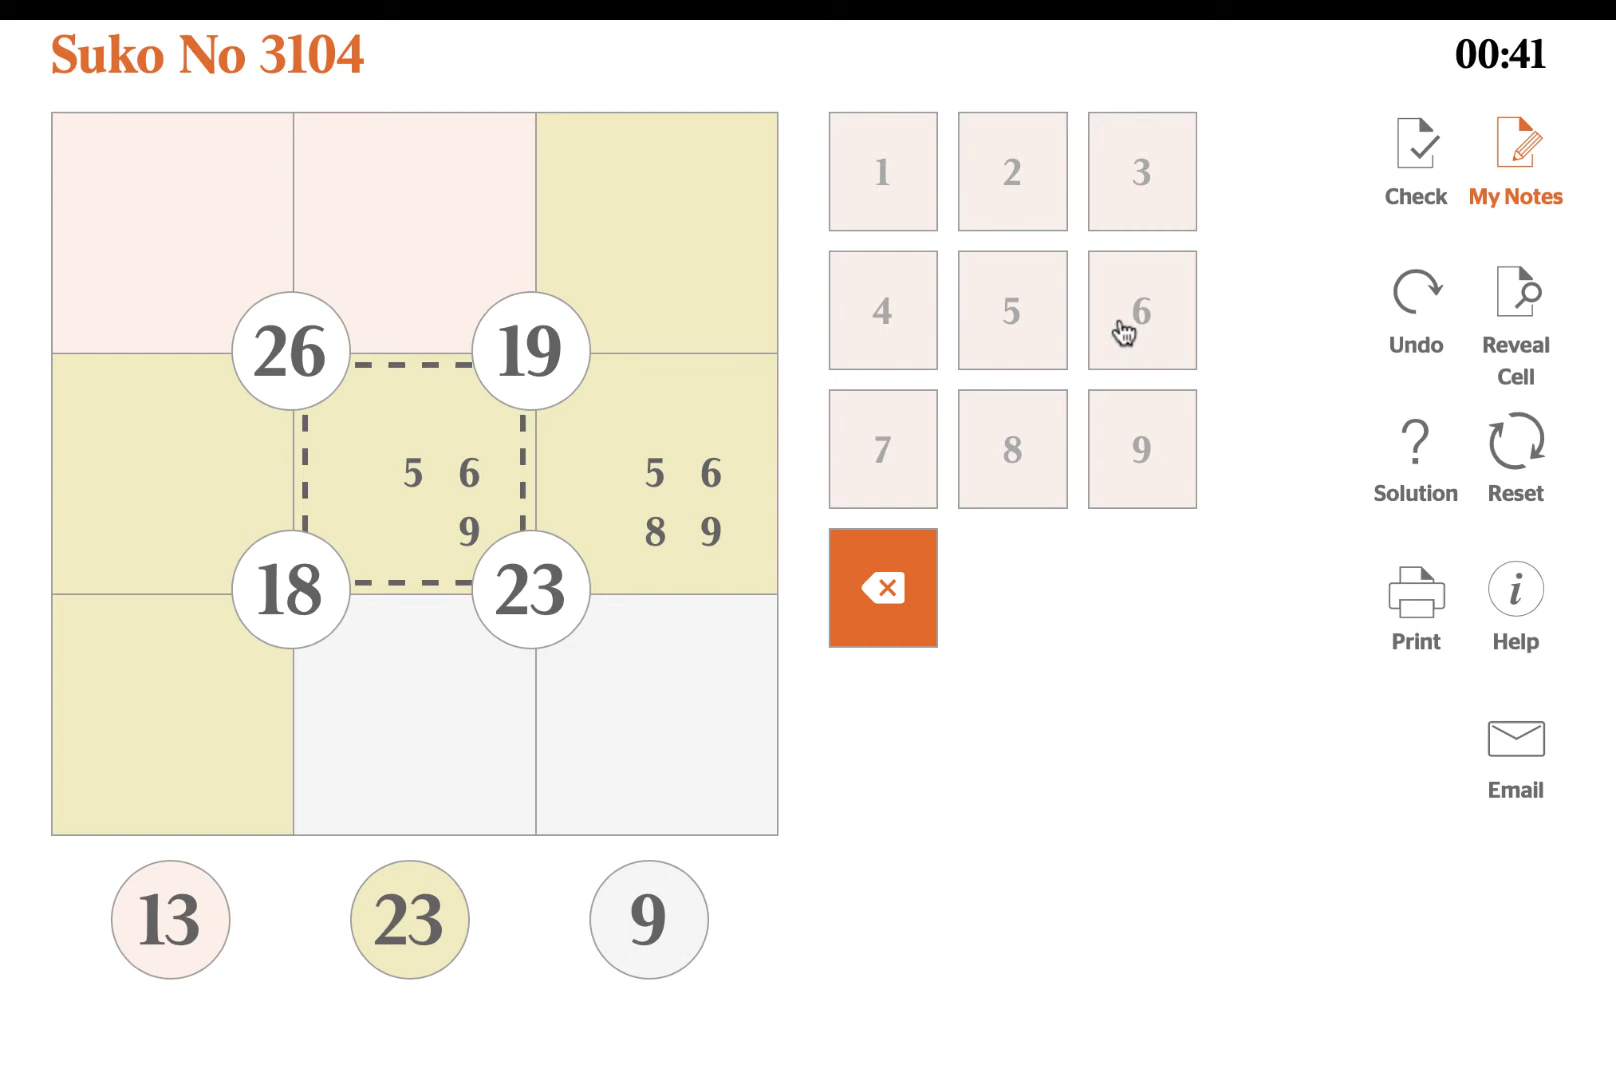 Suko No 3104
00:41
1 2 3
Check My Notes
26 19
4 5 6
Undo Reveal
Cell
5 6 5 6
9 8 9
7 8 9
Solution Reset
18 23
Print Help
Email
13 23 9